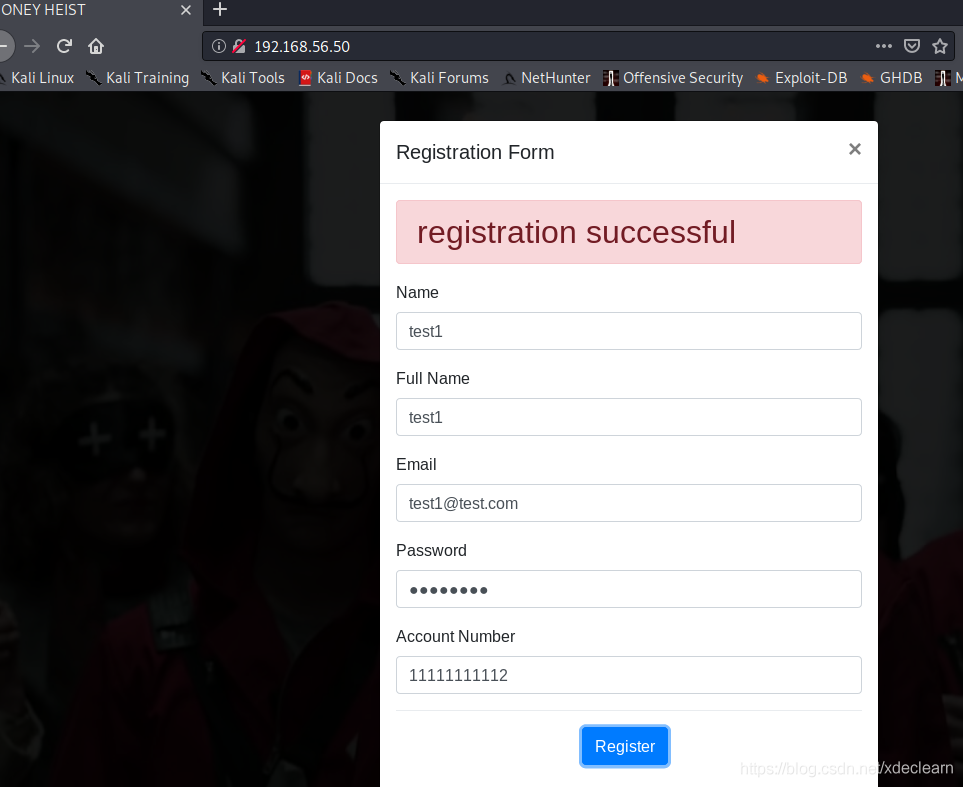 ONEY HEIST
192.168.56.50
Kali Linux Kali Training Kali Tools Kali Docs Kali Forums NetHunter Offensive Security Exploit-DB GHDB M
Registration Form
registration successful
Name
test1
Full Name
test1
Email
test1@test.com
Password
Account Number
11111111112
Register
https://blog.csdn.net/xdeclearn